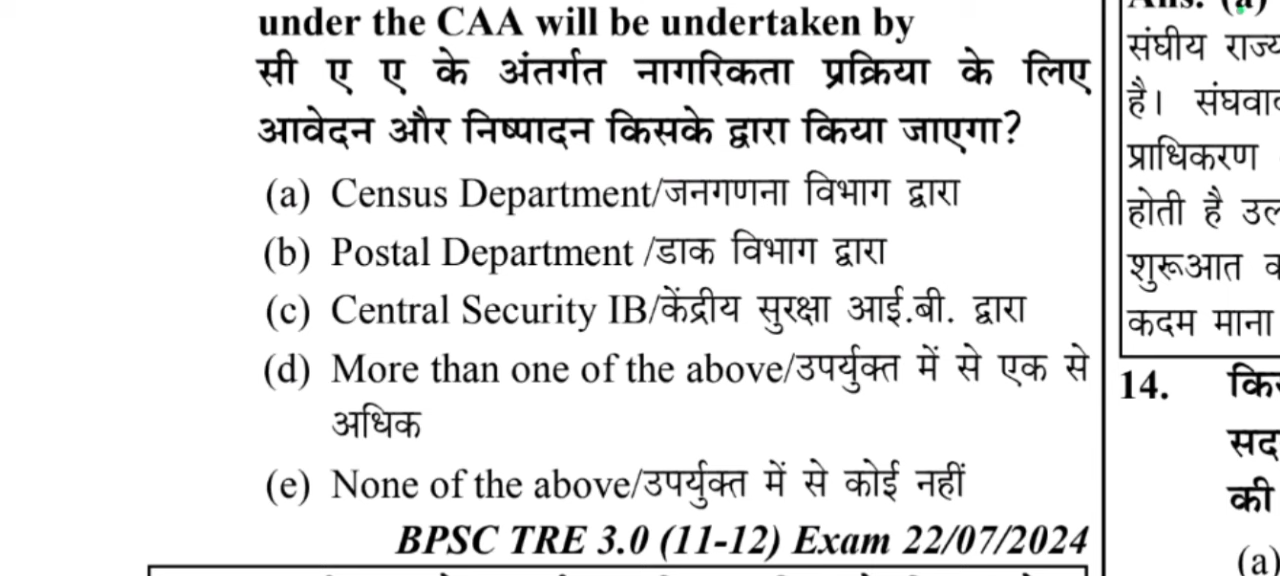 under the CAA will be undertaken by
सी ए ए के अंतर्गत नागरिकता प्रक्रिया के लिए
आवेदन और निष्पादन किसके द्वारा किया जाएगा?
(a) Census Department/जनगणना विभाग द्वारा
(b) Postal Department /डाक विभाग द्वारा
(c) Central Security IB/केंद्रीय सुरक्षा आई.बी. द्वारा
(d) More than one of the above/उपर्युक्त में से एक से
अधिक
(e) None of the above/उपर्युक्त में से कोई नहीं
BPSC TRE 3.0 (11-12) Exam 22/07/2024
संघीय
है।
प्राधिकरण
होती है
शुरूआत
कदम माना
14.
की
(a)